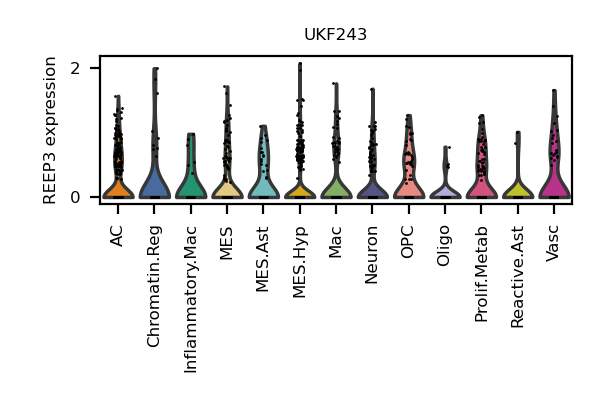 UKF243
REEP3 expression
2
0
AC
Chromatin.Reg
Inflammatory.Mac
MES
MES.Ast
MES.Hyp
Mac
Neuron
OPC
Oligo
Prolif.Metab
Reactive.Ast
Vasc